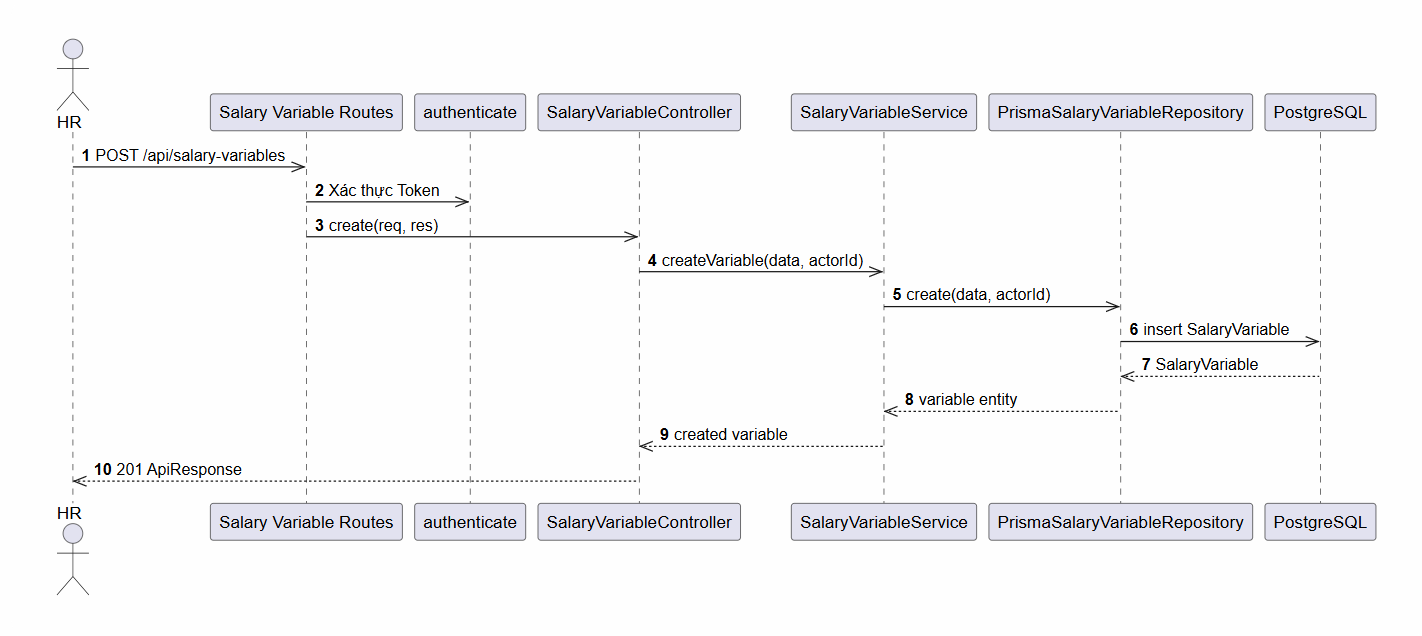 HR
Salary Variable Routes
authenticate
SalaryVariableController
SalaryVariableService
PrismaSalaryVariableRepository
PostgreSQL
1 POST /api/salary-variables
2 Xác thực Token
3 create(req, res)
4 createVariable(data, actorId)
5 create(data, actorId)
6 insert SalaryVariable
7 SalaryVariable
8 variable entity
9 created variable
10 201 ApiResponse
HR
Salary Variable Routes
authenticate
SalaryVariableController
SalaryVariableService
PrismaSalaryVariableRepository
PostgreSQL